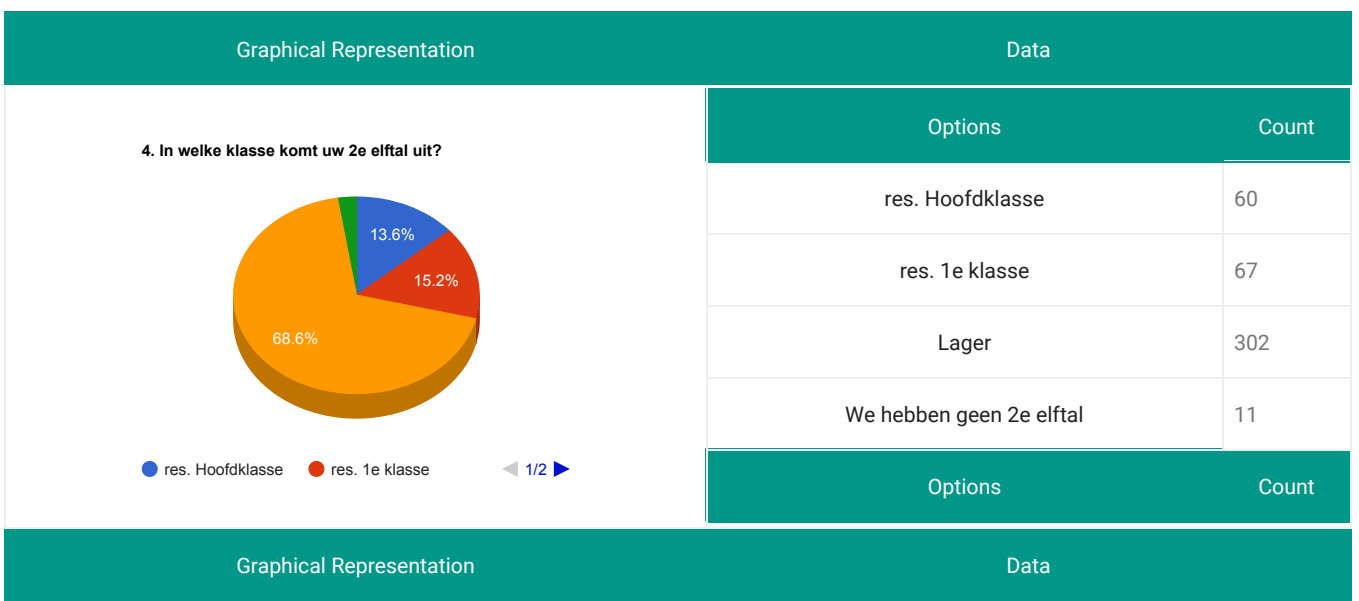 Graphical Representation Data
4. In welke klasse komt uw 2e elftal uit?
13.6%
15.2%
68.6%
res. Hoofdklasse res. 1e klasse 1/2
Options Count
res. Hoofdklasse 60
res. 1e klasse 67
Lager 302
We hebben geen 2e elftal 11
Options Count
Graphical Representation Data